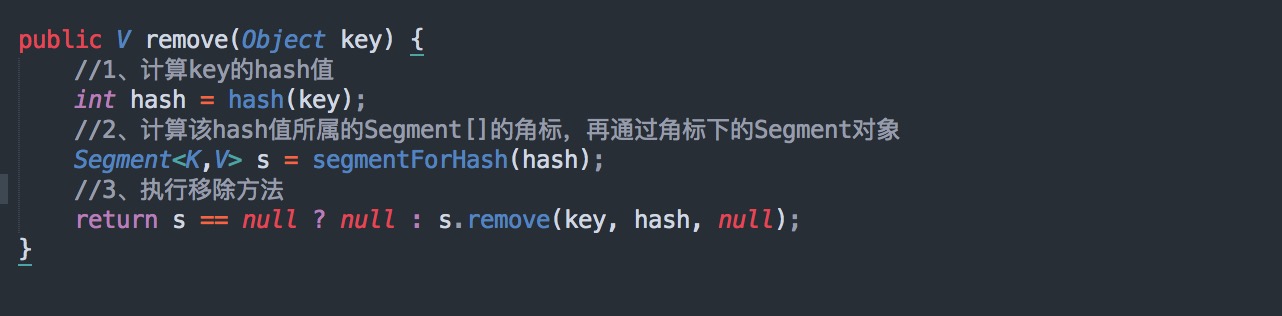 public V remove(Object key) {
//1、计算key的hash值
int hash = hash(key);
//2、计算该hash值所属的Segment[]的角标，再通过角标下的Segment对象
Segment<K,V> s = segmentForHash(hash);
//3、执行移除方法
return s == null ? null : s.remove(key, hash, null);
}